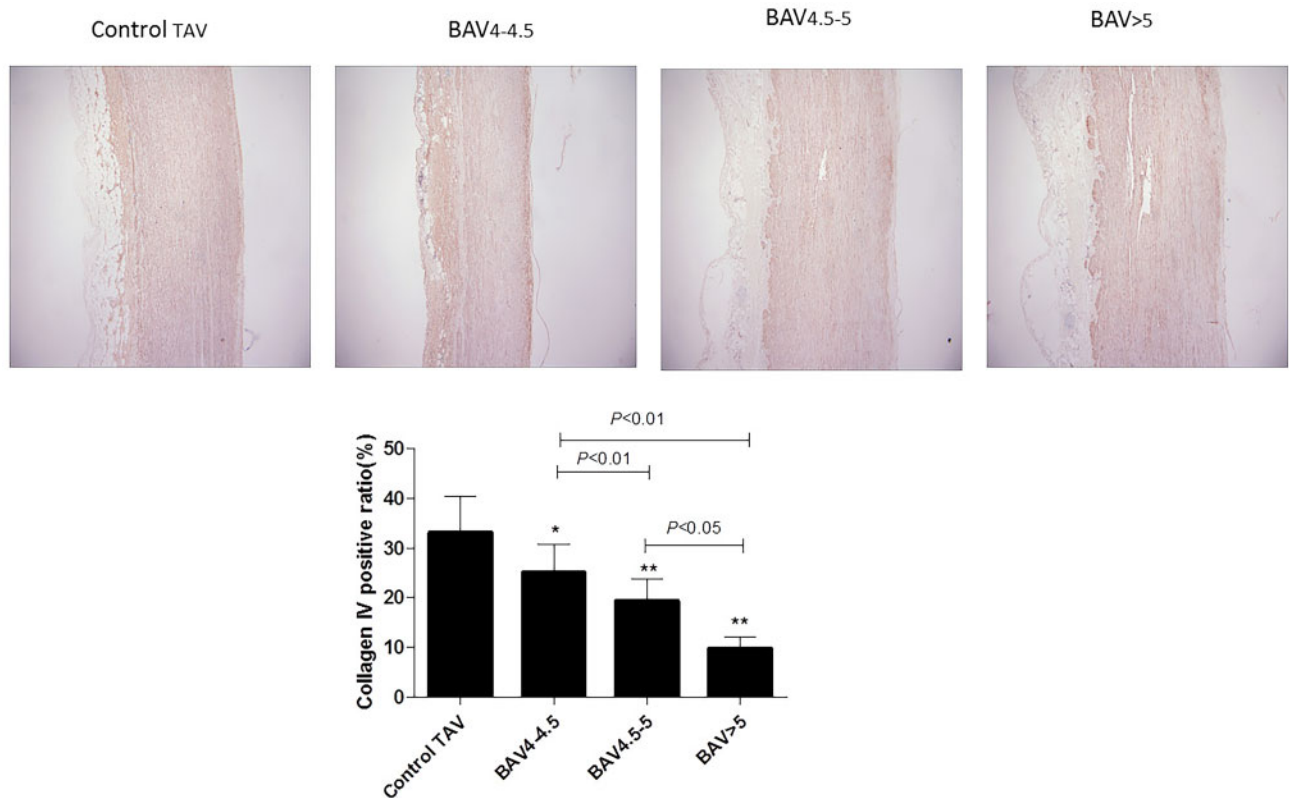 Control TAV
BAV4-4.5
BAV4.5-5
BAV>5
P<0.01
P<0.01
P<0.05
Collagen IV positive ratio(%)
50
40
30
20
10
0
*
**
**
Control TAV
BAV4-4.5
BAV4.5-5
BAV>5